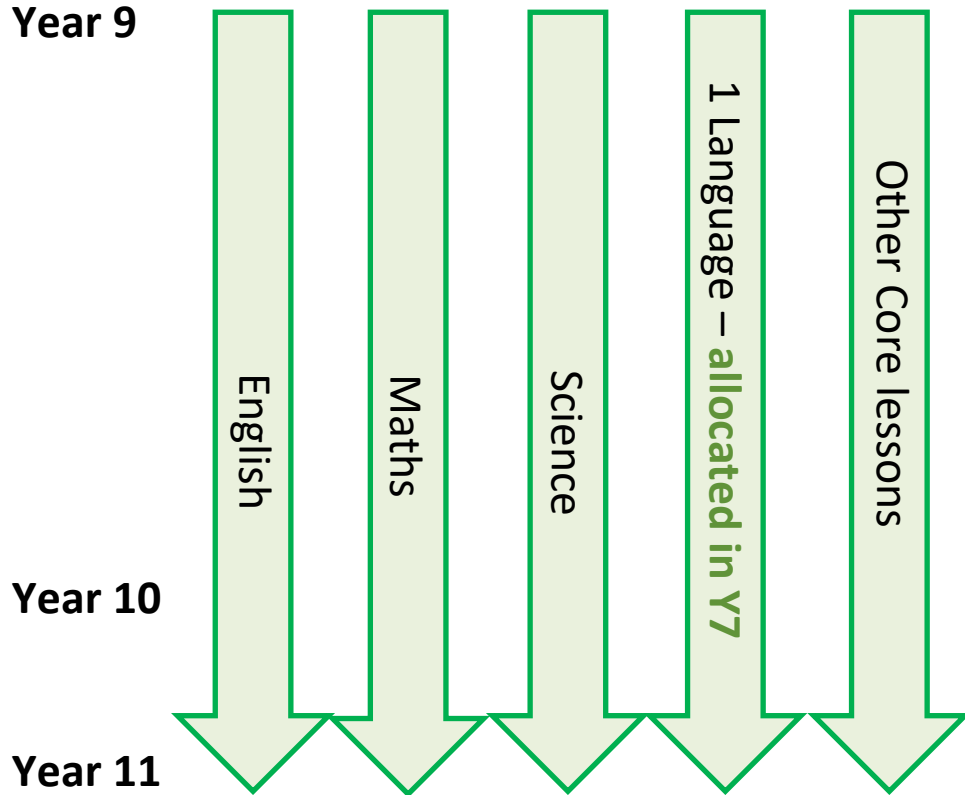 Year 9
English
Maths
Science
1 Language – allocated in Y7
Other Core lessons
Year 10
Year 11